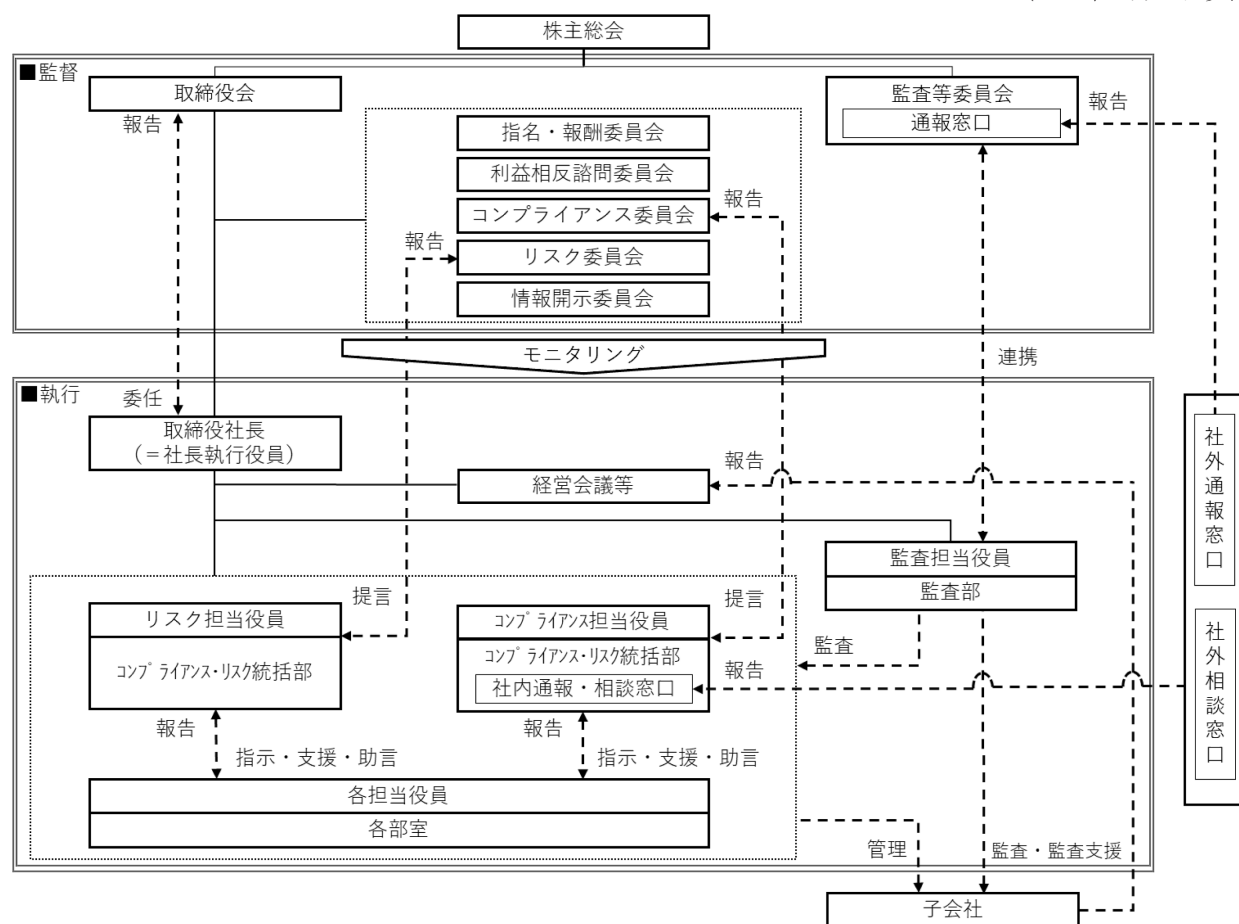 株主総会
■監督
取締役会
監査等委員会
通報窓口
報告
報告
指名・報酬委員会
利益相反諮問委員会
コンプライアンス委員会
報告
リスク委員会
報告
情報開示委員会
モニタリング
連携
■執行
委任
取締役社長
(=社長執行役員)
経営会議等
報告
社外通報窓口
監査担当役員
監査部
提言
提言
リスク担当役員
コンプライアンス・リスク統括部
コンプライアンス担当役員
コンプライアンス・リスク統括部
社内通報・相談窓口
監査
報告
社外相談窓口
報告
指示・支援・助言
報告
指示・支援・助言
各担当役員
各部室
管理
監査・監査支援
子会社